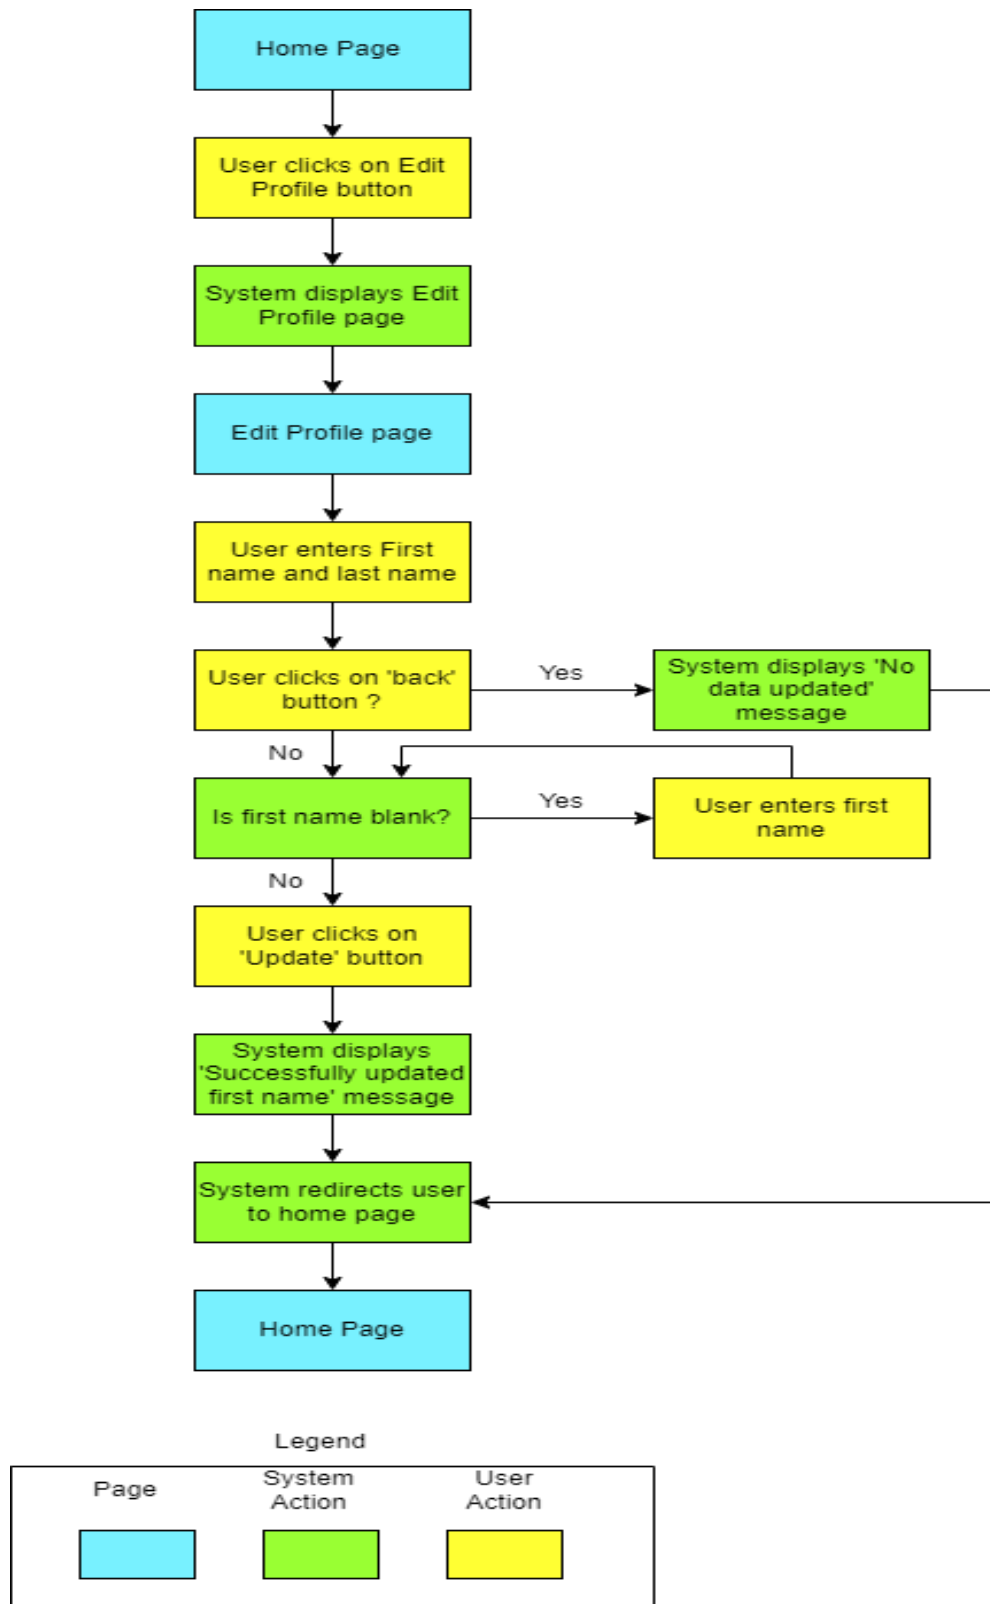 Home Page
User clicks on Edit
Profile button
System displays Edit
Profile page
Edit Profile page
User enters First
name and last name
User clicks on 'back'
button ?
Yes
System displays 'No
data updated'
message
No
Is first name blank?
Yes
User enters first
name
No
User clicks on
'Update' button
System displays
'Successfully updated
first name' message
System redirects user
to home page
Home Page
Legend
Page
System
Action
User
Action